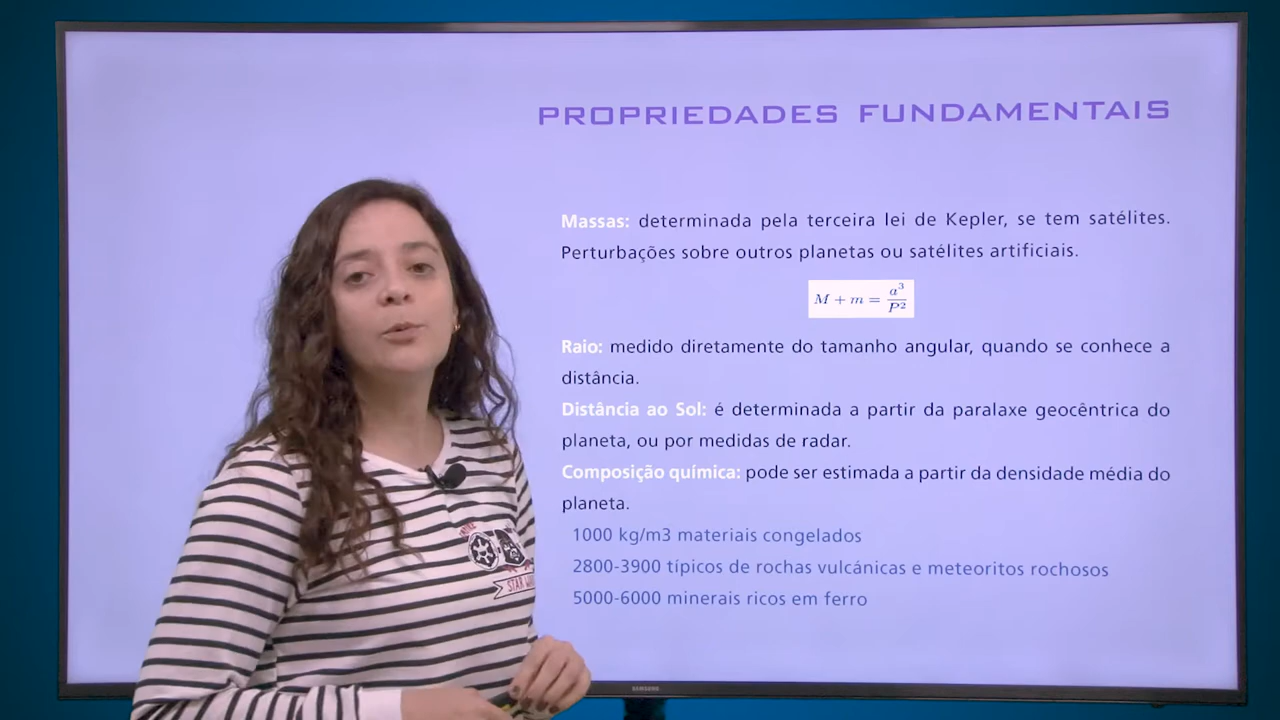 PROPRIEDADES FUNDAMENTAIS
Massas: determinada pela terceira lei de Kepler, se tem satélites.
Perturbações sobre outros planetas ou satélites artificiais.
M + m = a³/P²
Raio: medido diretamente do tamanho angular, quando se conhece a
distância.
Distância ao Sol: é determinada a partir da paralaxe geocêntrica do
planeta, ou por medidas de radar.
Composição química: pode ser estimada a partir da densidade média do
planeta.
1000 kg/m3 materiais congelados
2800-3900 típicos de rochas vulcánicas e meteoritos rochosos
5000-6000 minerais ricos em ferro
STAR
SAMSUNG